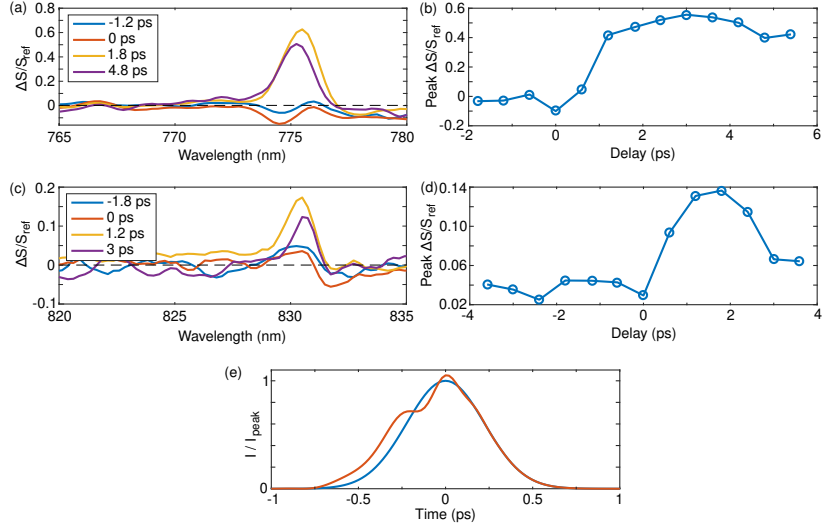 (a)
ΔS/S_ref
0.6
0.4
0.2
0
-1.2 ps
0 ps
1.8 ps
4.8 ps
765
770
775
780
Wavelength (nm)
(b)
Peak ΔS/S_ref
0.6
0.4
0.2
0
-0.2
-2
0
2
4
6
Delay (ps)
(c)
ΔS/S_ref
0.2
0.1
0
-0.1
-1.8 ps
0 ps
1.2 ps
3 ps
820
825
830
835
Wavelength (nm)
(d)
Peak ΔS/S_ref
0.14
0.10
0.06
0.02
-4
-2
0
2
4
Delay (ps)
(e)
I / I_peak
1
0
-1
-0.5
0
0.5
1
Time (ps)